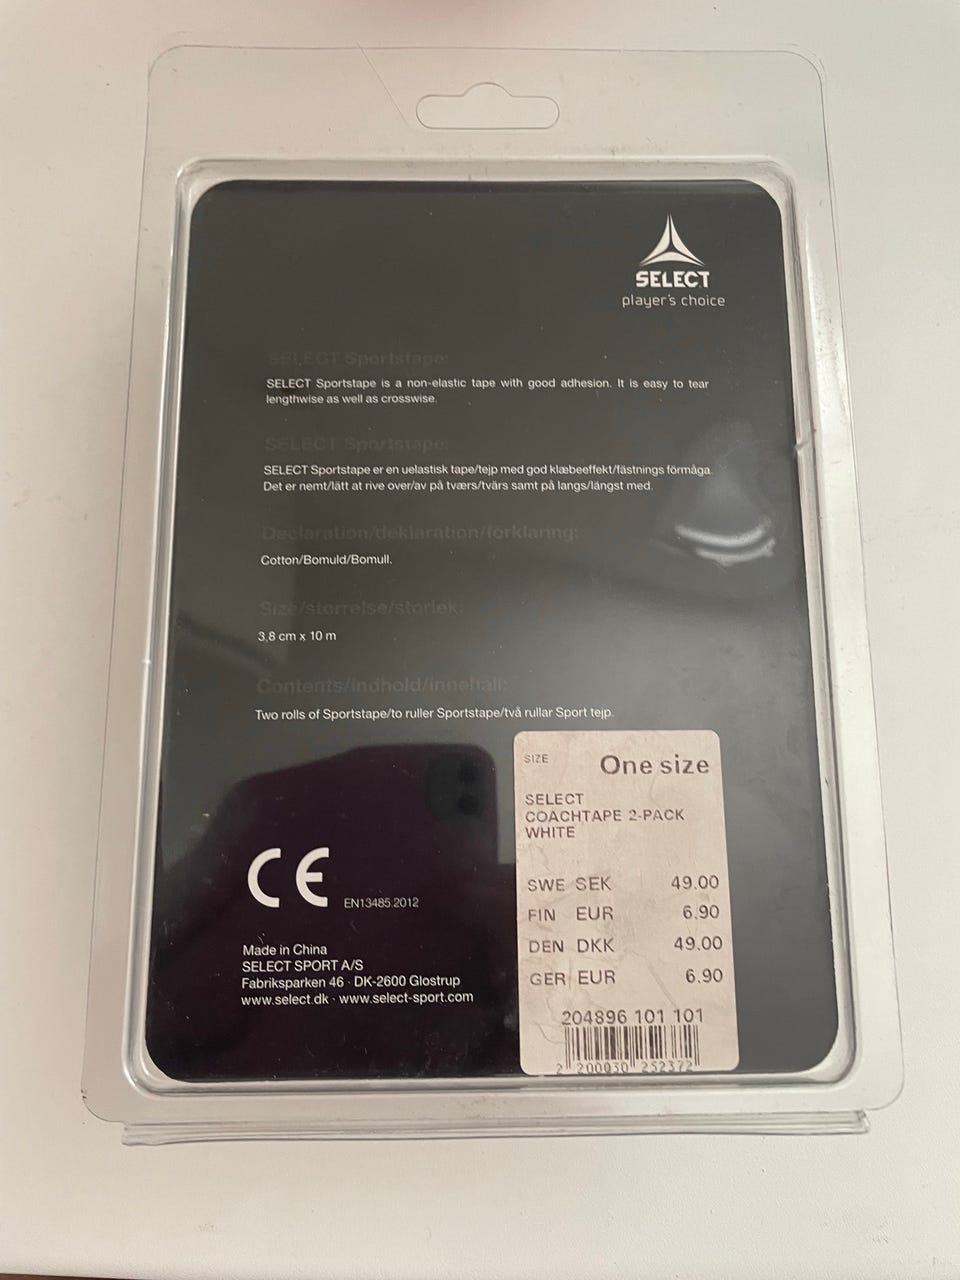 SELECT
player's choice
SELECT Sportstape:
SELECT Sportstape is a non-elastic tape with good adhesion. It is easy to tear
lengthwise as well as crosswise.
SELECT Sportstape:
SELECT Sportstape er en uelastisk tape/tejp med god klæbeeffekt/fästnings förmåga.
Det er nemt/lätt at rive over/av på tværs/tvärs samt på langs/längst med.
Declaration/deklaration/förklaring:
Cotton/Bomuld/Bomull.
Size/størrelse/storlek:
3,8 cm x 10 m
Contents/indhold/innehåll:
Two rolls of Sportstape/to ruller Sportstape/två rullar Sport tejp.
SIZE One size
SELECT
COACHTAPE 2-PACK
WHITE
SWE SEK 49.00
FIN EUR 6.90
DEN DKK 49.00
GER EUR 6.90
204896 101 101
2 200030 252372
CE EN13485:2012
Made in China
SELECT SPORT A/S
Fabriksparken 46 · DK-2600 Glostrup
www.select.dk · www.select-sport.com